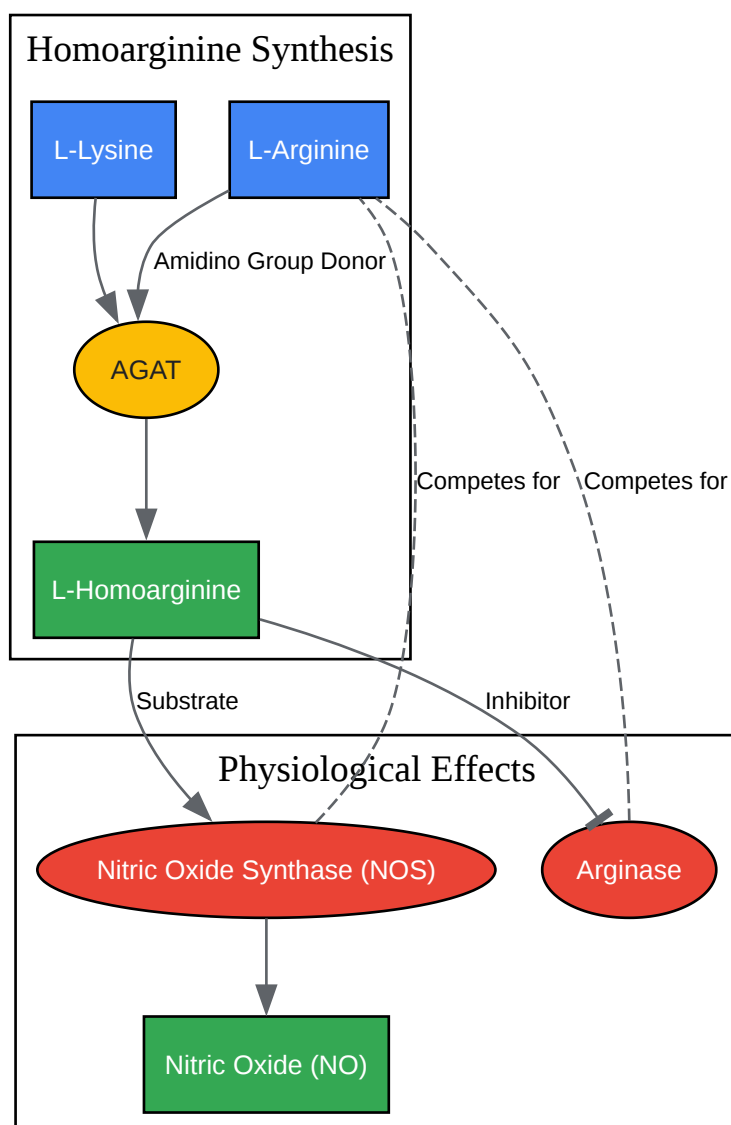 Homoarginine Synthesis
L-Lysine
L-Arginine
Amidino Group Donor
AGAT
Competes for
Competes for
L-Homoarginine
Substrate
Inhibitor
Physiological Effects
Nitric Oxide Synthase (NOS)
Arginase
Nitric Oxide (NO)